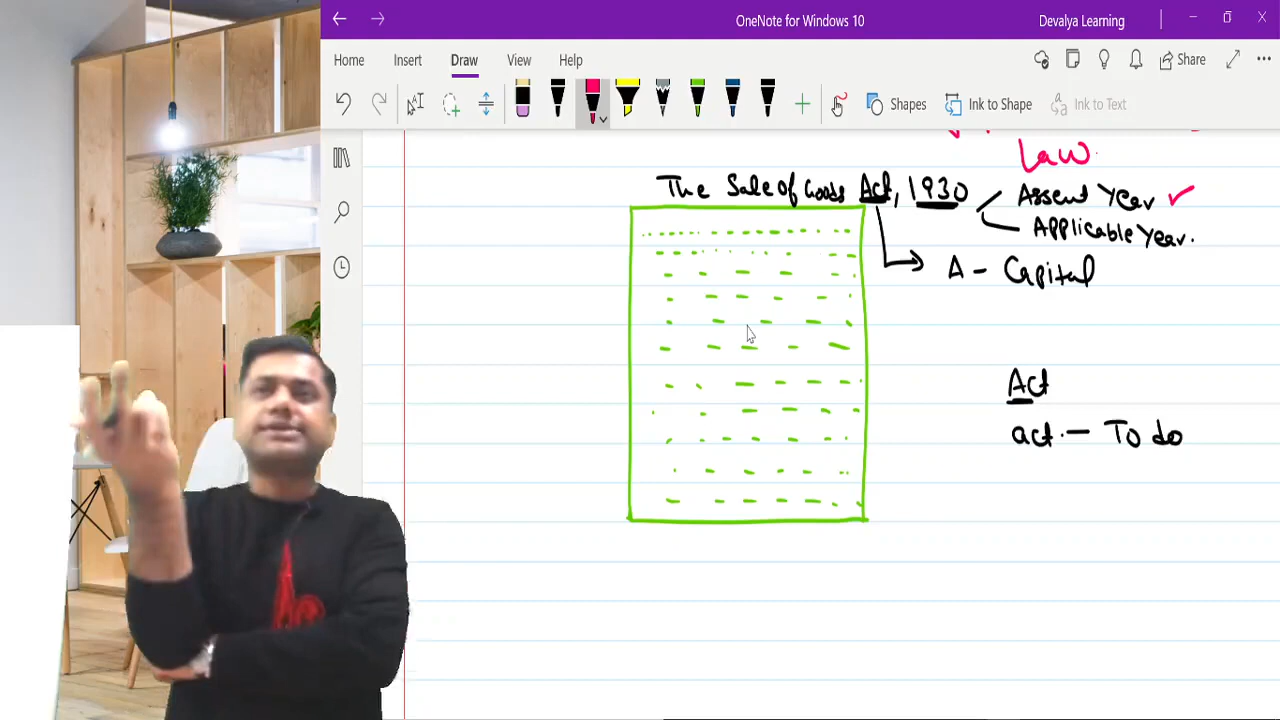 OneNote for Windows 10
Devalya Learning
Home Insert Draw View Help
Share
Shapes
Ink to Shape
Ink to Text
Law
The Sale of Goods Act, 1930
Assent Year
Applicable Year.
A - Capital
Act
act - To do